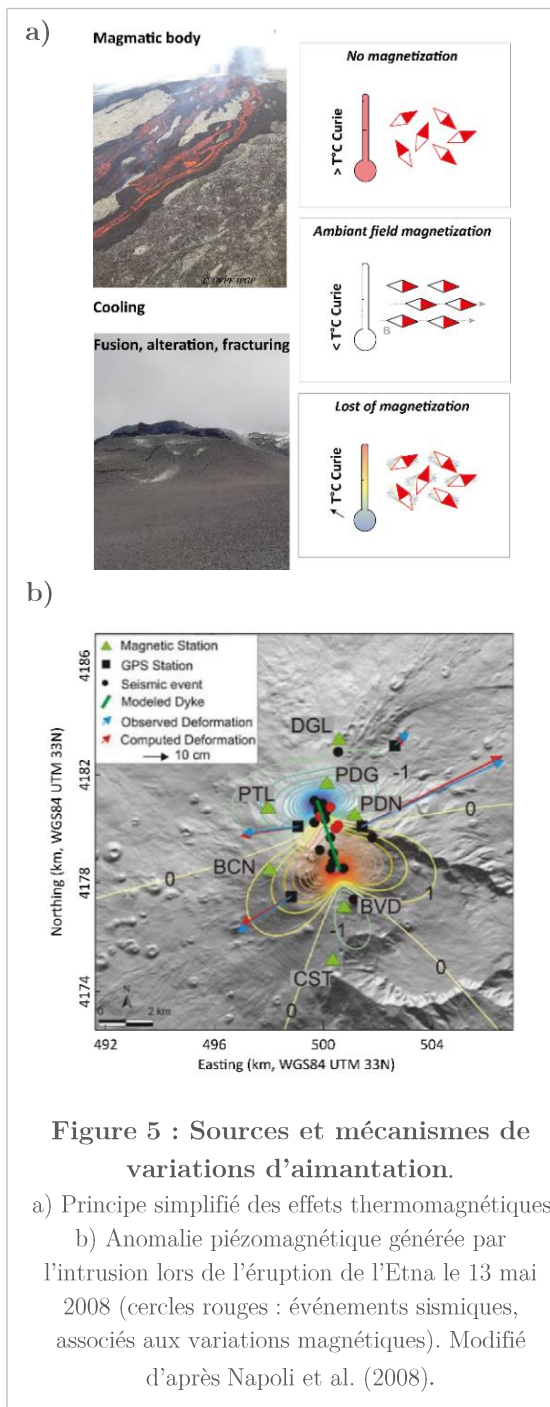 a)
Magmatic body
© OVPF-IPGP
Cooling
Fusion, alteration, fracturing
No magnetization
> T°C Curie
Ambient field magnetization
< T°C Curie
B
Lost of magnetization
T°C Curie
b)
Magnetic Station
GPS Station
Seismic event
Modeled Dyke
Observed Deformation
Computed Deformation
10 cm
DGL
PDG
PTL
PDN
BCN
BVD
CST
-1
0
0
1
-1
0
0
N
0 2 km
4186
4182
4178
4174
Northing (km, WGS84 UTM 33N)
492 496 500 504
Easting (km, WGS84 UTM 33N)
Figure 5 : Sources et mécanismes de
variations d'aimantation.
a) Principe simplifié des effets thermomagnétiques
b) Anomalie piézomagnétique générée par
l'intrusion lors de l'éruption de l'Etna le 13 mai
2008 (cercles rouges : événements sismiques,
associés aux variations magnétiques). Modifié
d'après Napoli et al. (2008).